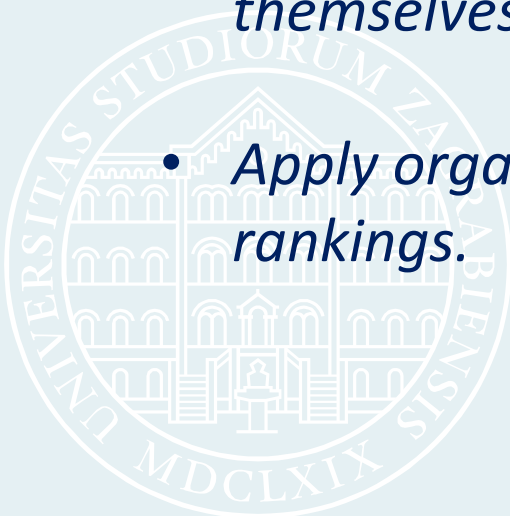 themselves
• Apply orga
rankings.
UNIVERSITAS STUDIORUM ZAGRABIENSIS
MDCLXIX